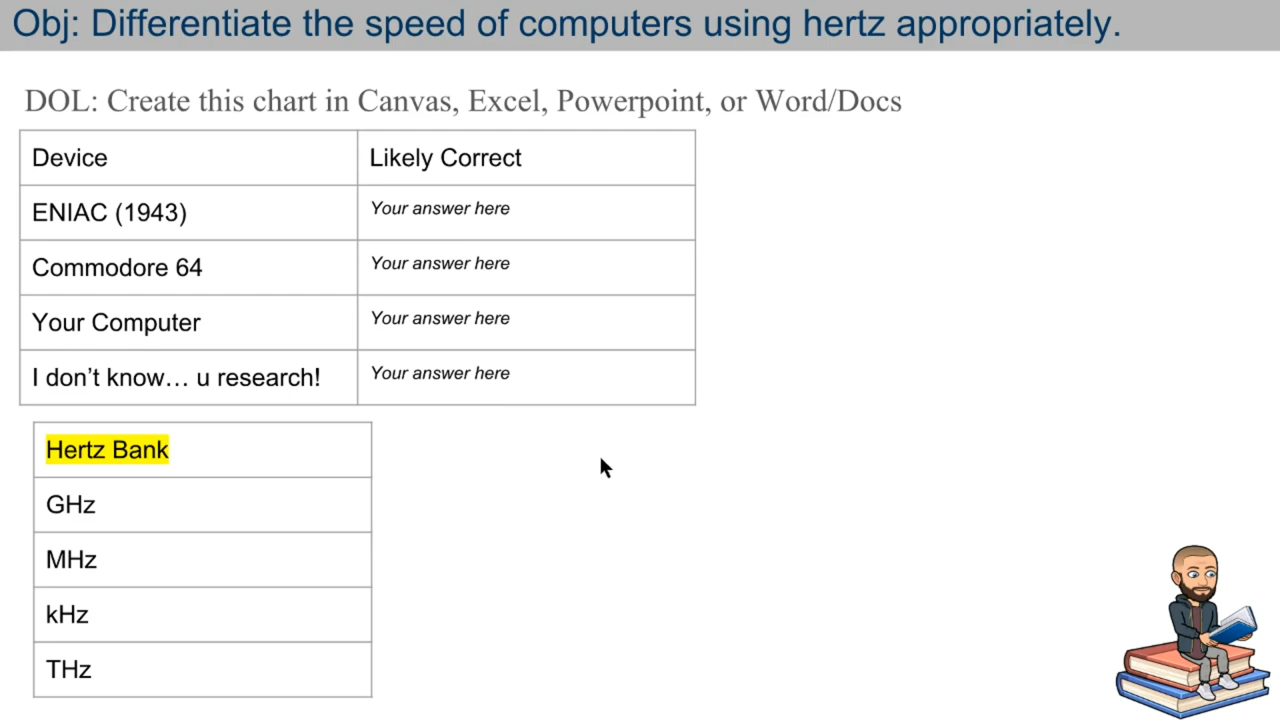 Obj: Differentiate the speed of computers using hertz appropriately.
DOL: Create this chart in Canvas, Excel, Powerpoint, or Word/Docs
Device Likely Correct
ENIAC (1943) Your answer here
Commodore 64 Your answer here
Your Computer Your answer here
I don’t know… u research! Your answer here
Hertz Bank
GHz
MHz
kHz
THz